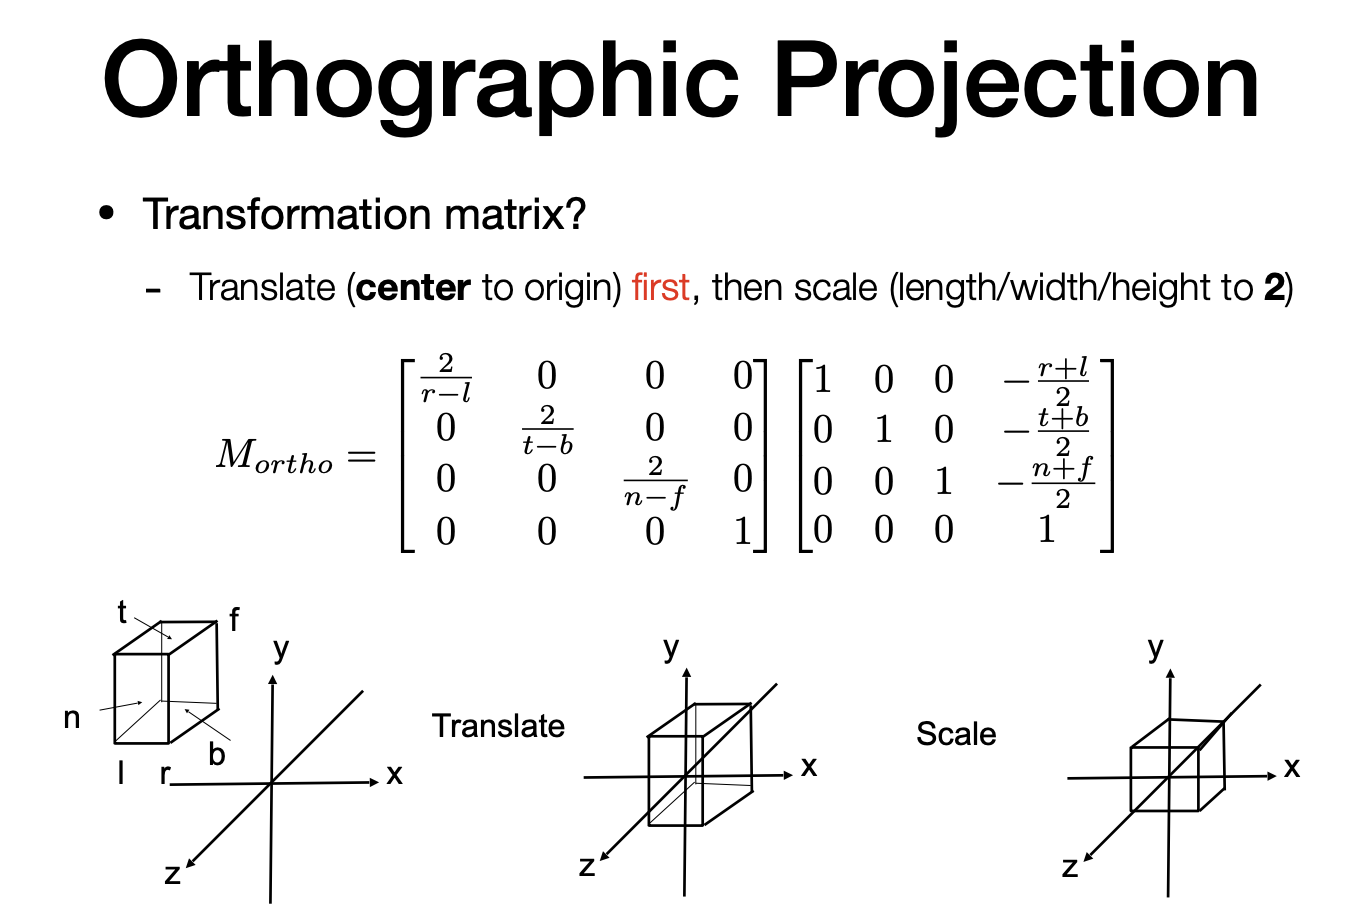 Orthographic Projection
• Transformation matrix?
- Translate (center to origin) first, then scale (length/width/height to 2)
$M_{ortho} = \begin{bmatrix} \frac{2}{r-l} & 0 & 0 & 0 \\ 0 & \frac{2}{t-b} & 0 & 0 \\ 0 & 0 & \frac{2}{n-f} & 0 \\ 0 & 0 & 0 & 1 \end{bmatrix} \begin{bmatrix} 1 & 0 & 0 & -\frac{r+l}{2} \\ 0 & 1 & 0 & -\frac{t+b}{2} \\ 0 & 0 & 1 & -\frac{n+f}{2} \\ 0 & 0 & 0 & 1 \end{bmatrix}$
t
f
y
n
b
l
r
x
z
Translate
y
x
z
Scale
y
x
z